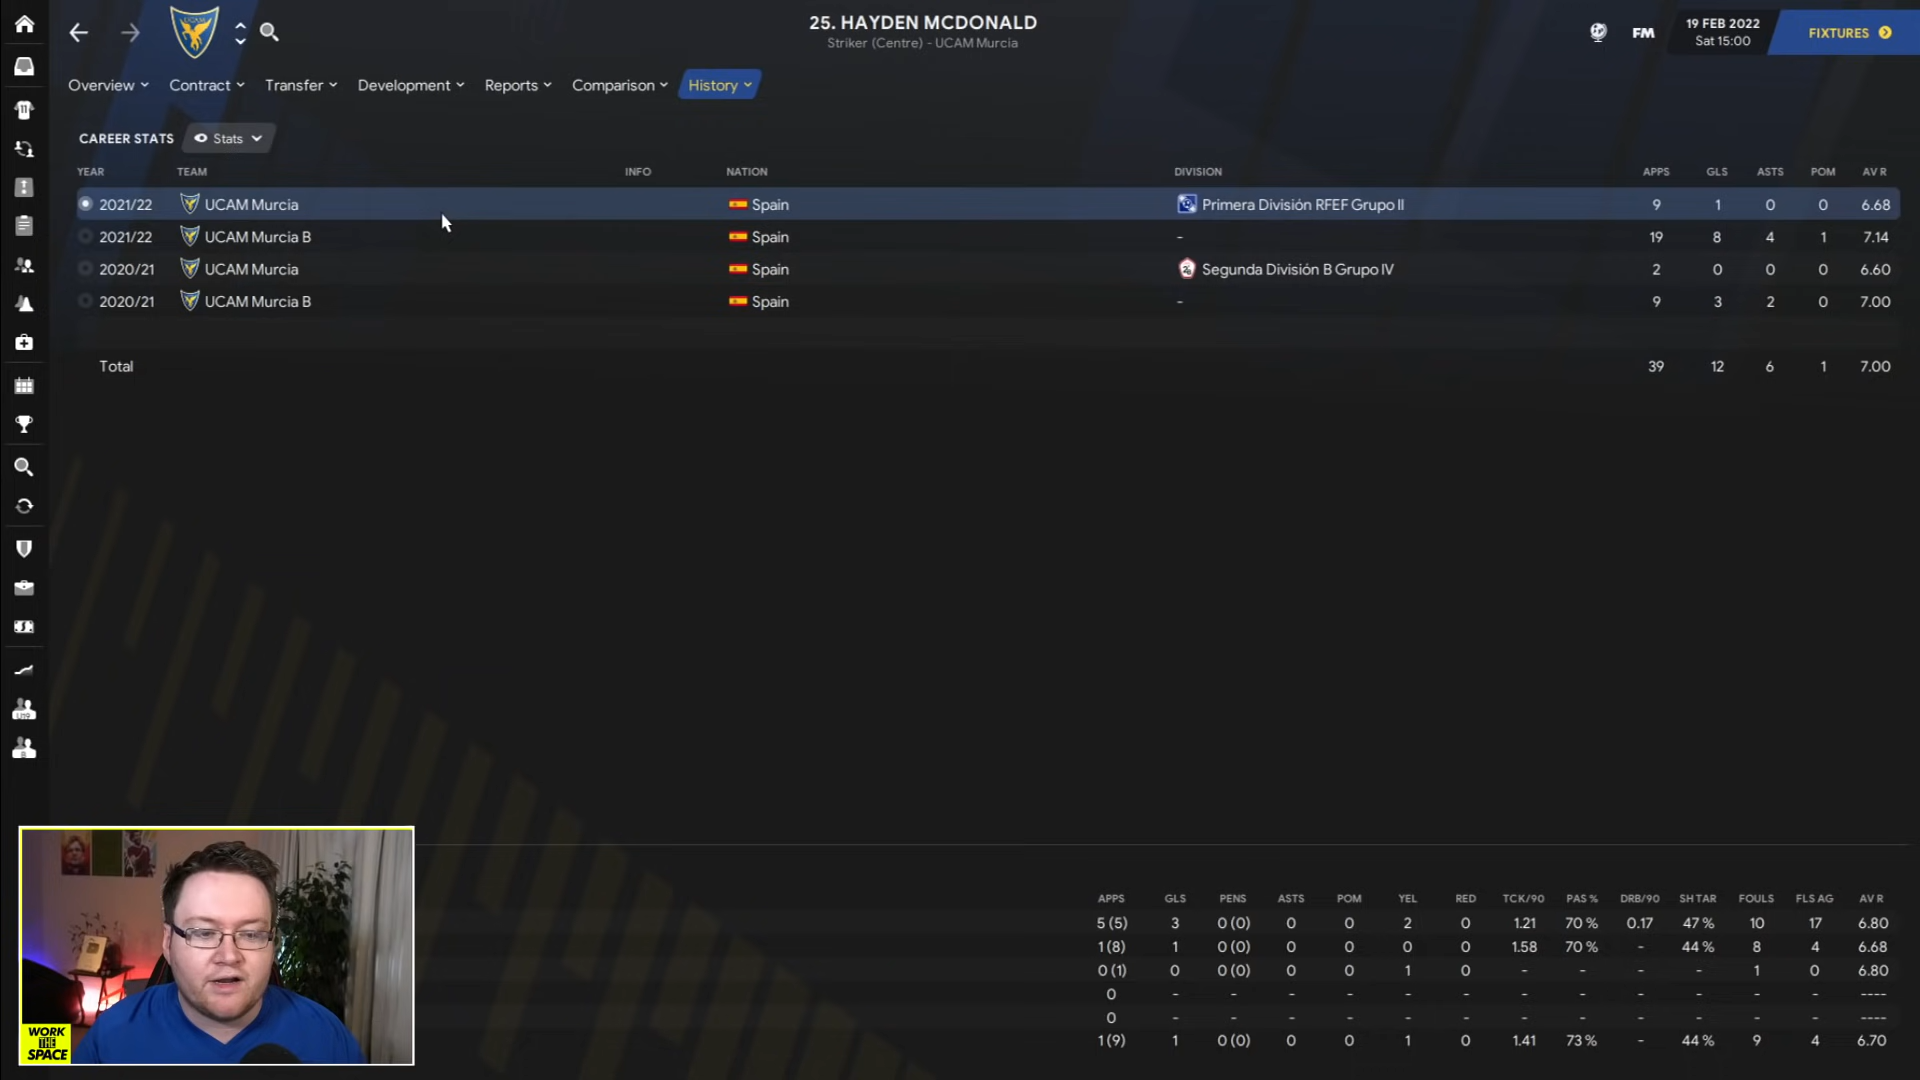 25. HAYDEN MCDONALD
Striker (Centre) - UCAM Murcia
FM
19 FEB 2022
Sat 15:00
FIXTURES
Overview Contract Transfer Development Reports Comparison History
CAREER STATS Stats
YEAR TEAM INFO NATION DIVISION APPS GLS ASTS POM AV R
2021/22 UCAM Murcia Spain Primera División RFEF Grupo II 9 1 0 0 6.68
2021/22 UCAM Murcia B Spain - 19 8 4 1 7.14
2020/21 UCAM Murcia Spain Segunda División B Grupo IV 2 0 0 0 6.60
2020/21 UCAM Murcia B Spain - 9 3 2 0 7.00
Total 39 12 6 1 7.00
APPS GLS PENS ASTS POM YEL RED TCK/90 PAS % DRB/90 SH TAR FOULS FLS AG AV R
5 (5) 3 0 (0) 0 0 2 0 1.21 70 % 0.17 47 % 10 17 6.80
1 (8) 1 0 (0) 0 0 0 0 1.58 70 % - 44 % 8 4 6.68
0 (1) 0 0 (0) 0 0 1 0 - - - - 1 0 6.80
0 - - - - - - - - - - - - ----
0 - - - - - - - - - - - - ----
1 (9) 1 0 (0) 0 0 1 0 1.41 73 % - 44 % 9 4 6.70
U19
B
WORK
THE
SPACE